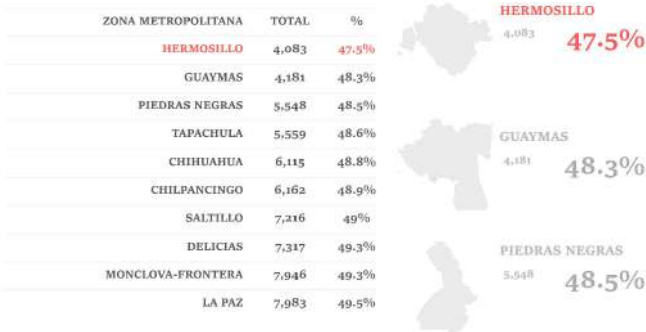 ZONA METROPOLITANA TOTAL %
HERMOSILLO 4,083 47.5%
GUAYMAS 4,181 48.3%
PIEDRAS NEGRAS 5,548 48.5%
TAPACHULA 5,559 48.6%
CHIHUAHUA 6,115 48.8%
CHILPANCINGO 6,162 48.9%
SALTILLO 7,216 49%
DELICIAS 7,317 49.3%
MONCLOVA-FRONTERA 7,946 49.3%
LA PAZ 7,983 49.5%
HERMOSILLO
4,083 47.5%
GUAYMAS
4,181 48.3%
PIEDRAS NEGRAS
5,548 48.5%